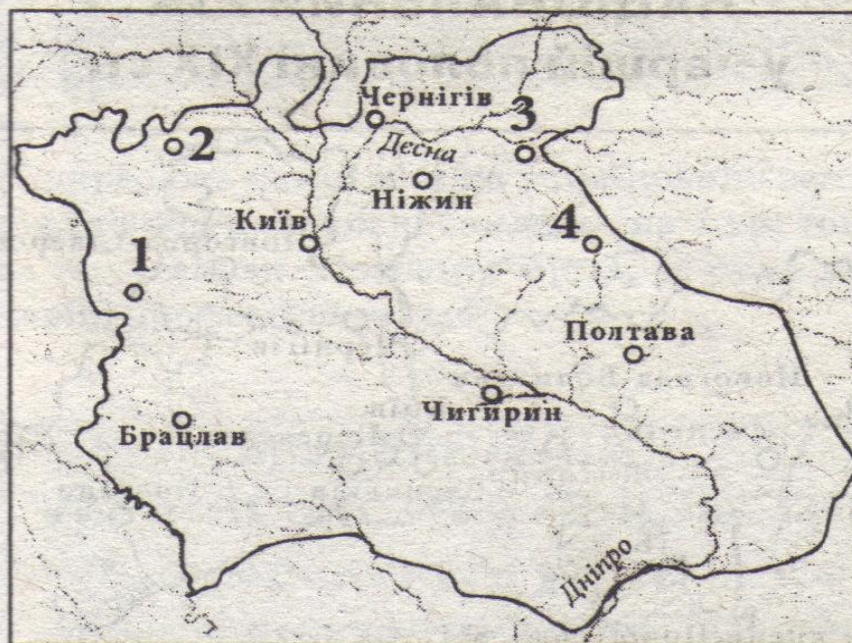 Чернігів
3
2
Десна
Ніжин
Київ
4
1
Полтава
Чигирин
Брацлав
Дніпро